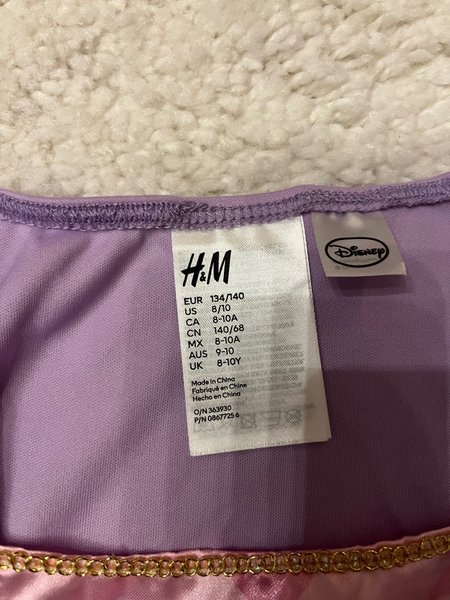 H&M
Disney
EUR 134/140
US 8/10
CA 8-10A
CN 140/68
MX 8-10A
AUS 9-10
UK 8-10Y
Made in China
Fabriqué en Chine
Hecho en China
O/N 363930
P/N 0867725 6